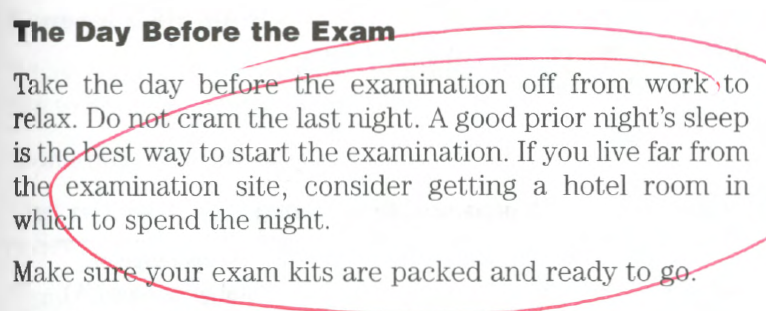 The Day Before the Exam
Take the day before the examination off from work to
relax. Do not cram the last night. A good prior night's sleep
is the best way to start the examination. If you live far from
the examination site, consider getting a hotel room in
which to spend the night.
Make sure your exam kits are packed and ready to go.